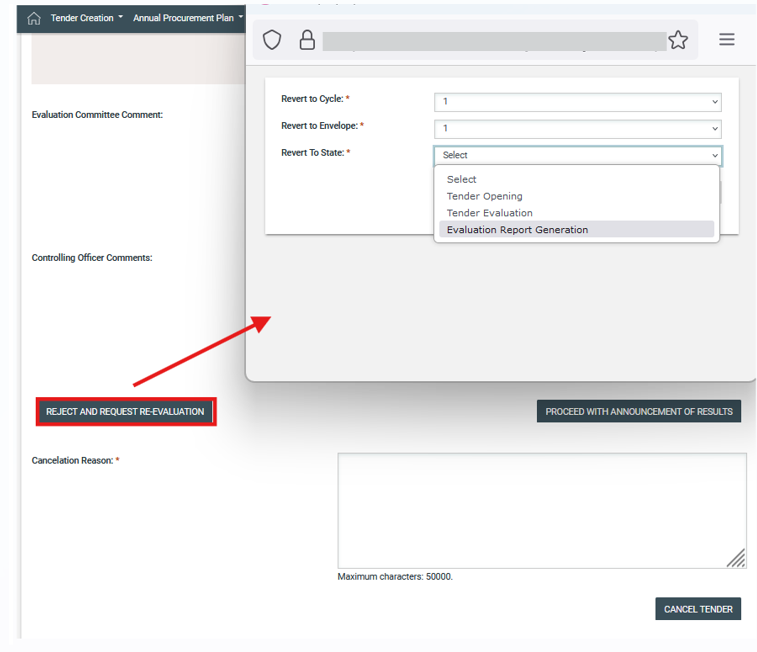 Tender Creation Annual Procurement Plan
Evaluation Committee Comment:
Revert to Cycle: * 1
Revert to Envelope: * 1
Revert To State: * Select
Select
Tender Opening
Tender Evaluation
Evaluation Report Generation
Controlling Officer Comments:
REJECT AND REQUEST RE-EVALUATION
PROCEED WITH ANNOUNCEMENT OF RESULTS
Cancelation Reason: *
Maximum characters: 50000.
CANCEL TENDER